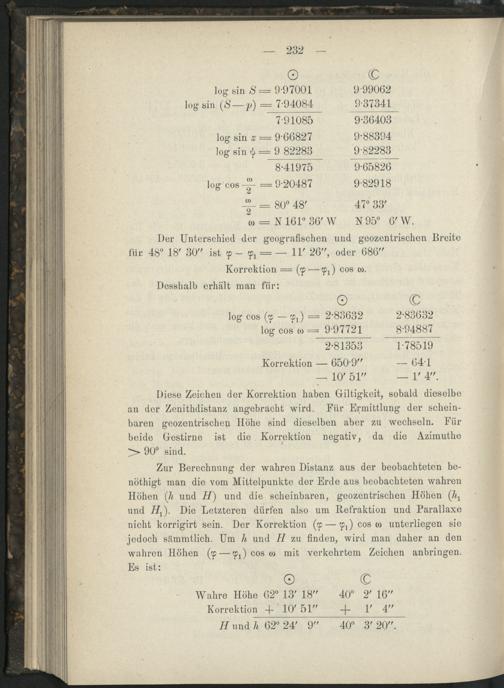 — 232 —
☉ ☾
log sin S = 9·97001 9·99062
log sin (S—p) = 7·94084 9·37341
7·91085 9·36403
log sin z = 9·66827 9·88394
log sin ψ = 9 82283 9·82283
8·41975 9·65826
log cos ω/2 = 9·20487 9·82918
ω/2 = 80° 48′ 47° 33′
ω = N 161° 36′ W N 95° 6′ W.
Der Unterschied der geografischen und geozentrischen Breite
für 48° 18′ 30″ ist φ — φ₁ = — 11′ 26″, oder 686″
Korrektion = (φ—φ₁) cos ω.
Desshalb erhält man für:
☉ ☾
log cos (φ — φ₁) = 2·83632 2·83632
log cos ω = 9·97721 8·94887
2·81353 1·78519
Korrektion — 650·9″ — 64·1
— 10′ 51″ — 1′ 4″.
Diese Zeichen der Korrektion haben Giltigkeit, sobald dieselbe
an der Zenithdistanz angebracht wird. Für Ermittlung der schein-
baren geozentrischen Höhe sind dieselben aber zu wechseln. Für
beide Gestirne ist die Korrektion negativ, da die Azimuthe
> 90° sind.
Zur Berechnung der wahren Distanz aus der beobachteten be-
nöthigt man die vom Mittelpunkte der Erde aus beobachteten wahren
Höhen (h und H) und die scheinbaren, geozentrischen Höhen (h₁
und H₁). Die Letzteren dürfen also um Refraktion und Parallaxe
nicht korrigirt sein. Der Korrektion (φ — φ₁) cos ω unterliegen sie
jedoch sämmtlich. Um h und H zu finden, wird man daher an den
wahren Höhen (φ—φ₁) cos ω mit verkehrtem Zeichen anbringen.
Es ist:
☉ ☾
Wahre Höhe 62° 13′ 18″ 40° 2′ 16″
Korrektion + 10′ 51″ + 1′ 4″
H und h 62° 24′ 9″ 40° 3′ 20″.